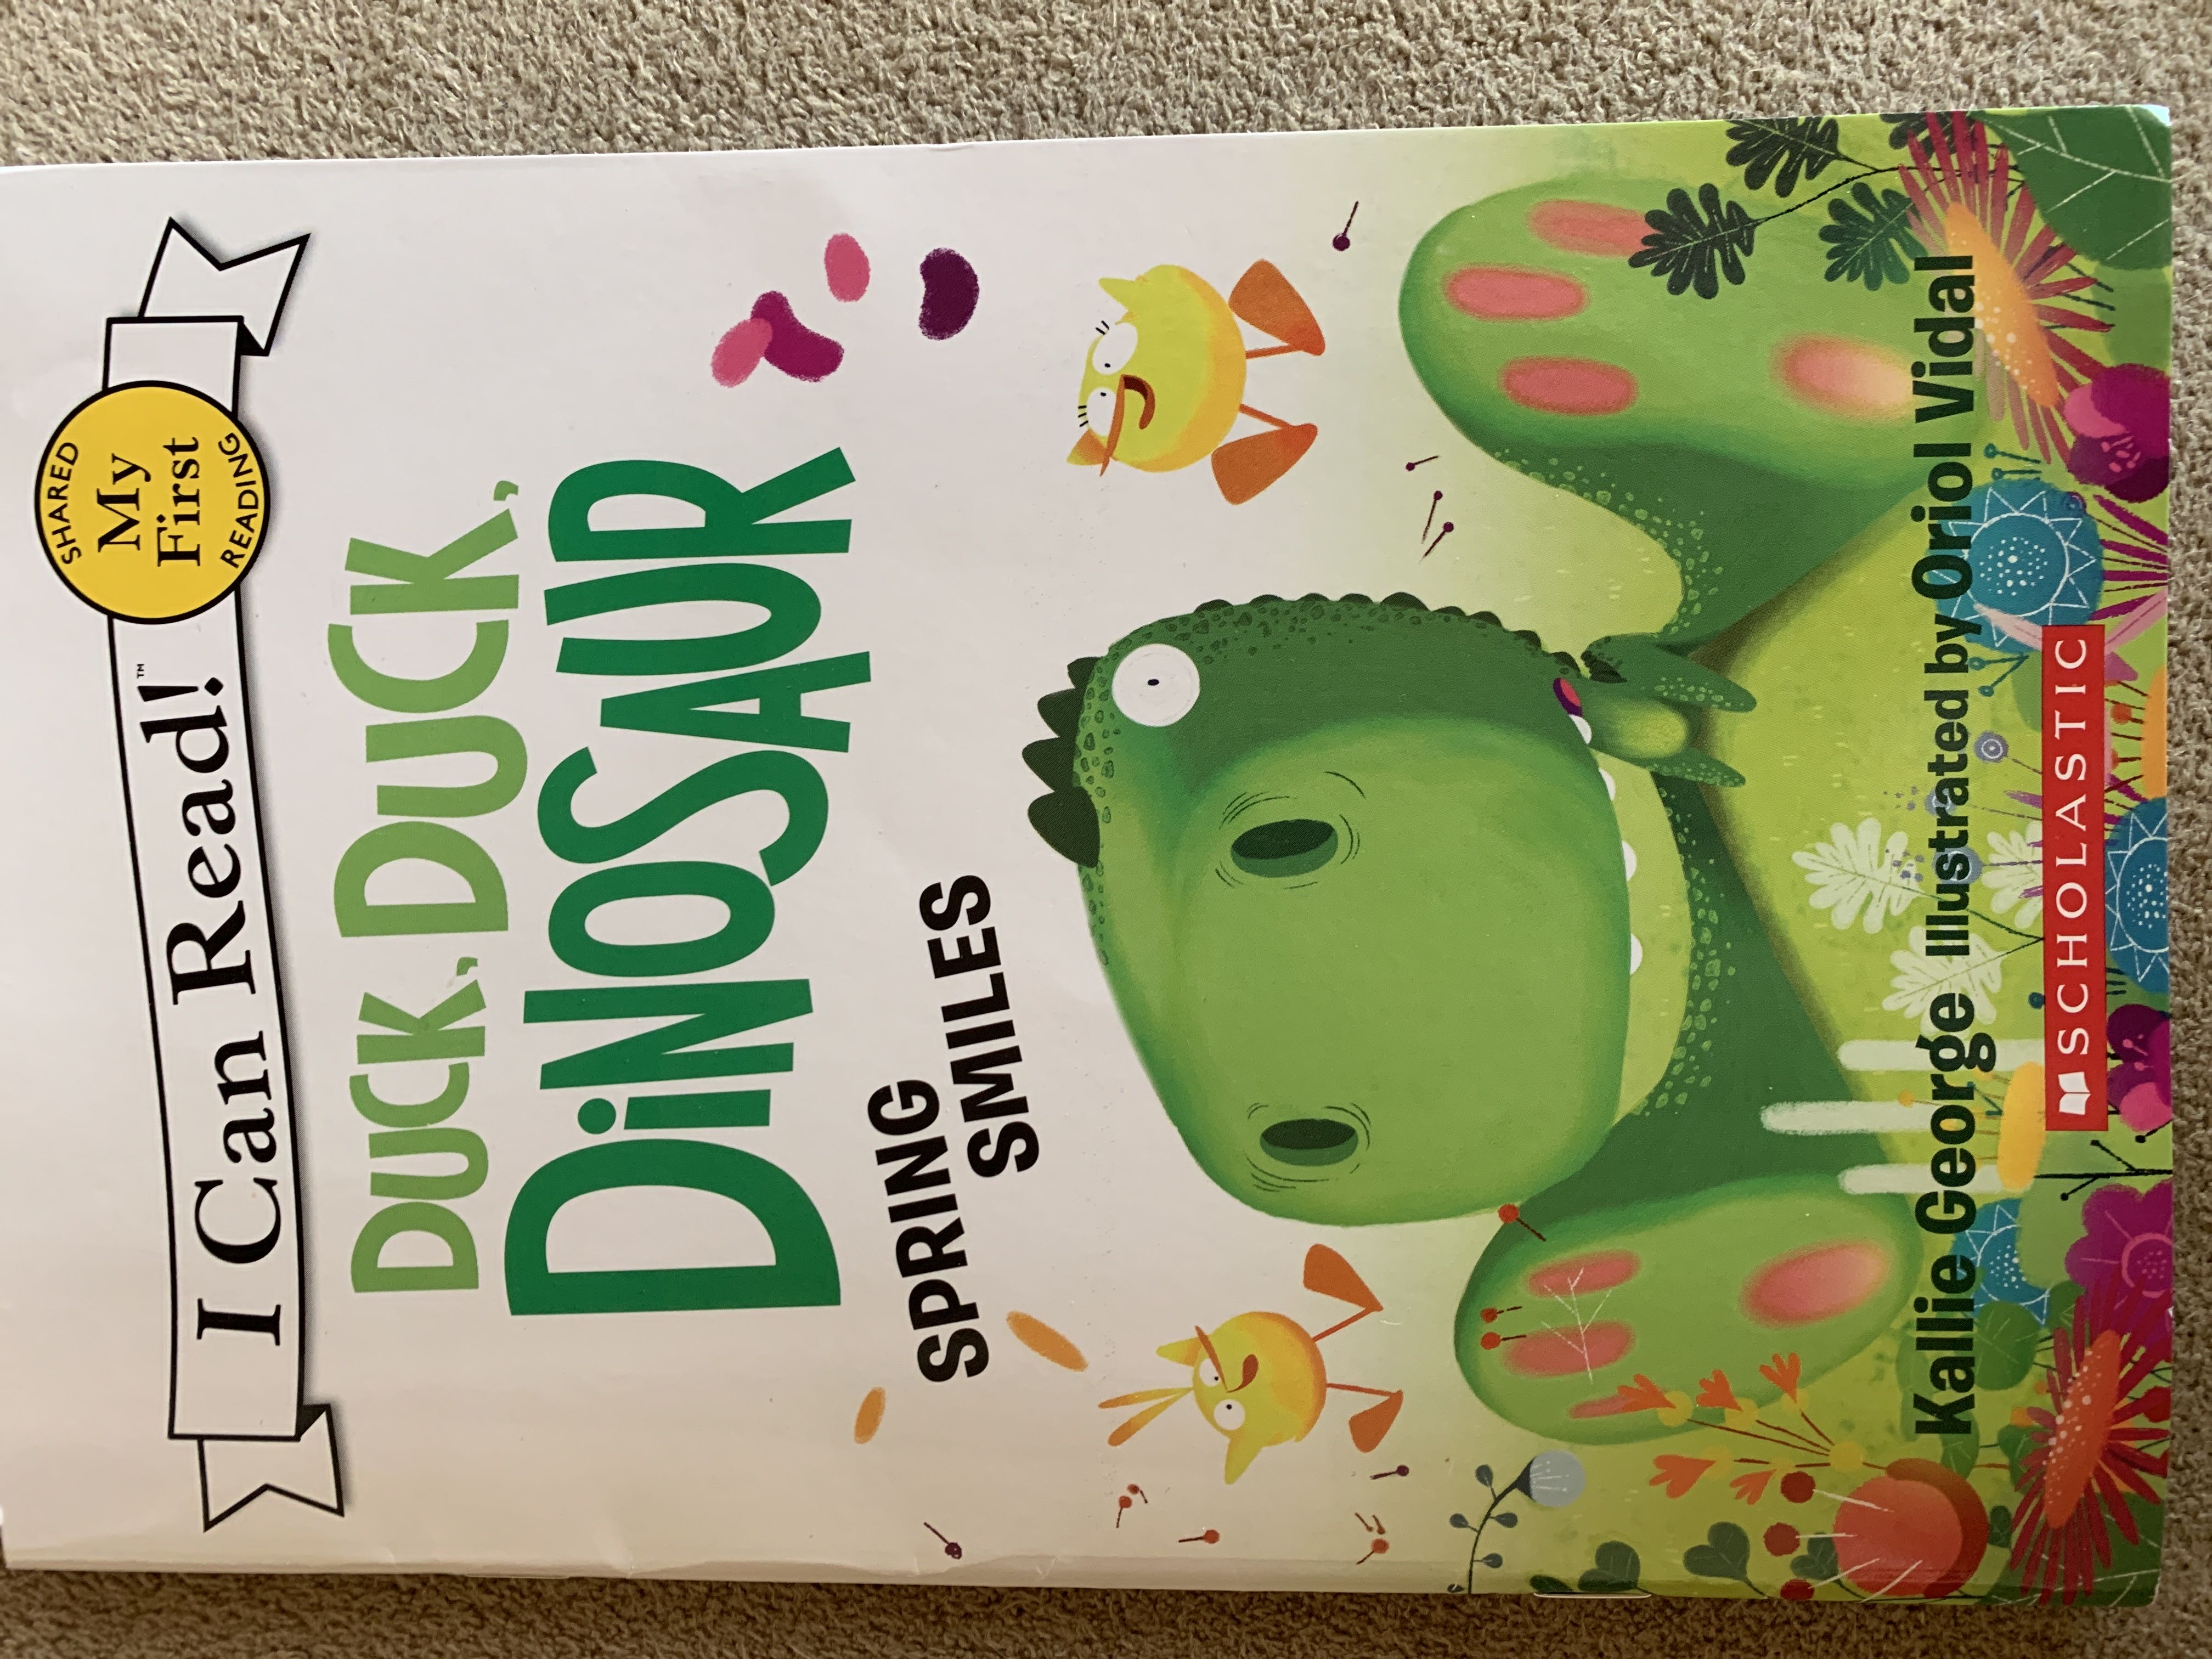 I Can Read!™
SHARED
My
First
READING
DUCK, DUCK,
DiNOSAUR
SPRING
SMILES
Kallie George Illustrated by Oriol Vidal
SCHOLASTIC